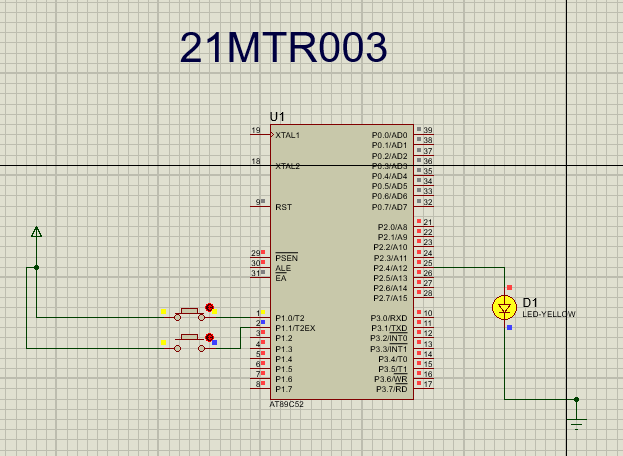 21MTR003
U1
19 XTAL1
18 XTAL2
9 RST
29 PSEN
30 ALE
31 EA
1 P1.0/T2
2 P1.1/T2EX
3 P1.2
4 P1.3
5 P1.4
6 P1.5
7 P1.6
8 P1.7
P0.0/AD0 39
P0.1/AD1 38
P0.2/AD2 37
P0.3/AD3 36
P0.4/AD4 35
P0.5/AD5 34
P0.6/AD6 33
P0.7/AD7 32
P2.0/A8 21
P2.1/A9 22
P2.2/A10 23
P2.3/A11 24
P2.4/A12 25
P2.5/A13 26
P2.6/A14 27
P2.7/A15 28
P3.0/RXD 10
P3.1/TXD 11
P3.2/INT0 12
P3.3/INT1 13
P3.4/T0 14
P3.5/T1 15
P3.6/WR 16
P3.7/RD 17
AT89C52
D1
LED-YELLOW